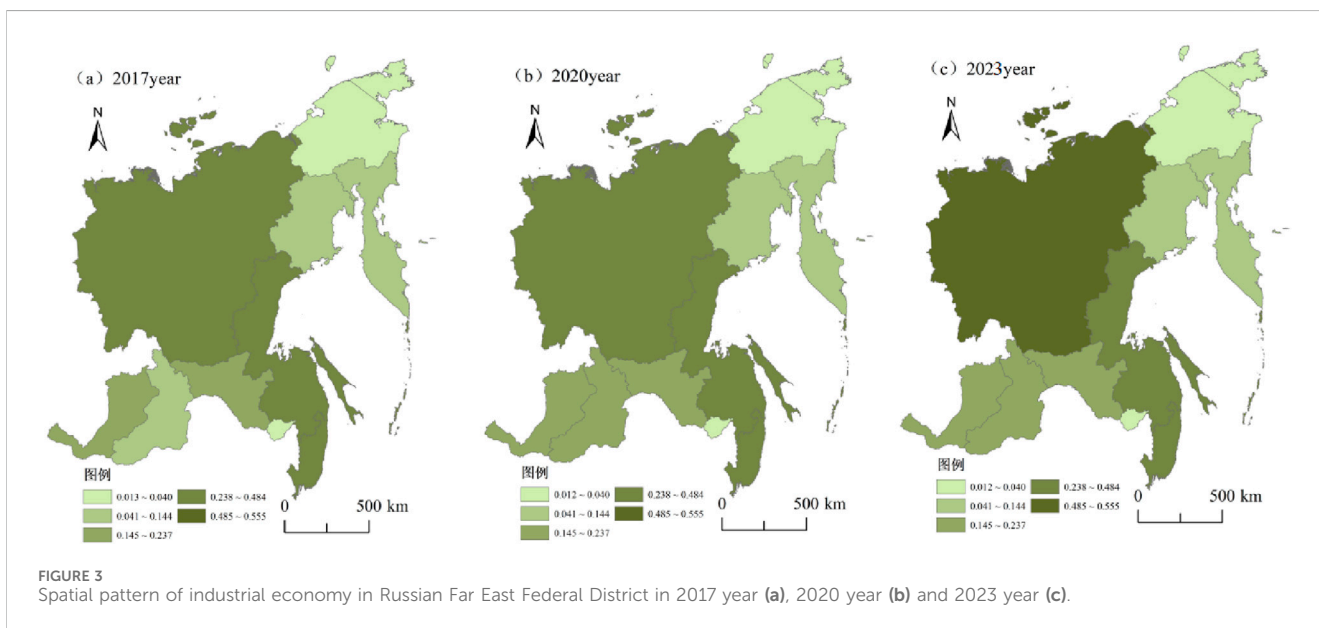 （a）2017year
N
图例
0.013 ~ 0.040
0.041 ~ 0.144
0.145 ~ 0.237
0.238 ~ 0.484
0.485 ~ 0.555
0 500 km
（b）2020year
N
图例
0.012 ~ 0.040
0.041 ~ 0.144
0.145 ~ 0.237
0.238 ~ 0.484
0.485 ~ 0.555
0 500 km
（c）2023year
N
图例
0.012 ~ 0.040
0.041 ~ 0.144
0.145 ~ 0.237
0.238 ~ 0.484
0.485 ~ 0.555
0 500 km
FIGURE 3
Spatial pattern of industrial economy in Russian Far East Federal District in 2017 year (a), 2020 year (b) and 2023 year (c).